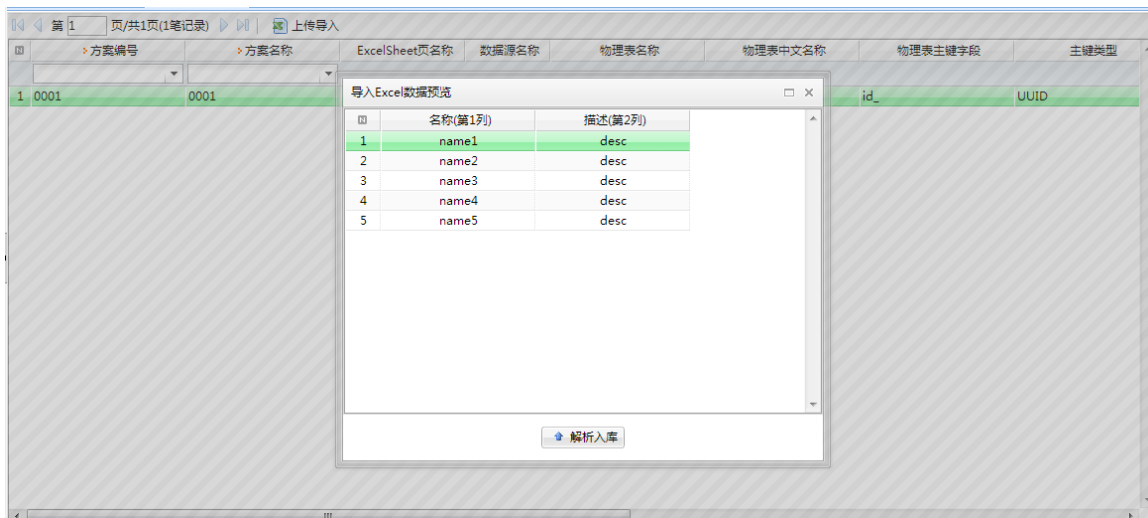 第 1 页/共1页(1笔记录) 上传导入
方案编号 方案名称 ExcelSheet页名称 数据源名称 物理表名称 物理表中文名称 物理表主键字段 主键类型
1 0001 0001 id_ UUID
导入Excel数据预览
名称(第1列) 描述(第2列)
1 name1 desc
2 name2 desc
3 name3 desc
4 name4 desc
5 name5 desc
解析入库